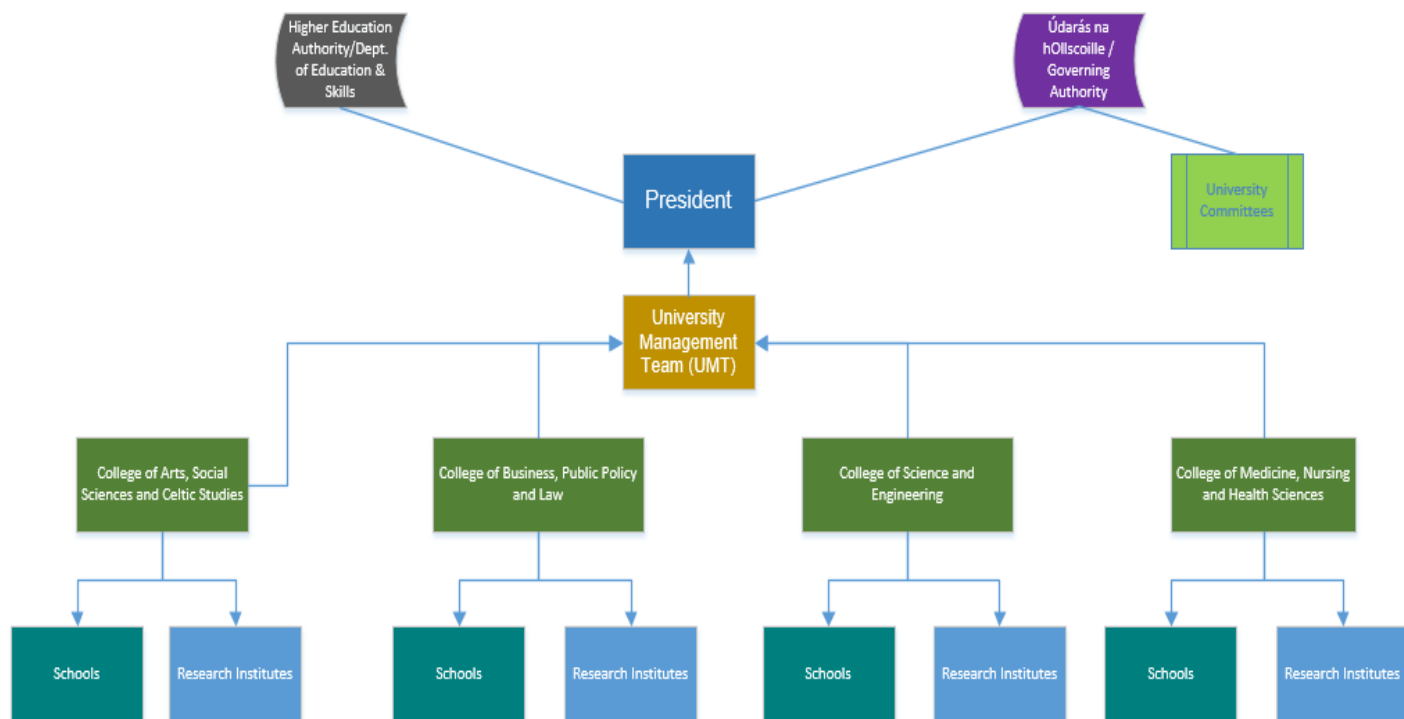 Higher Education
Authority/Dept.
of Education &
Skills
Údarás na
hOllscoille /
Governing
Authority
President
University
Committees
University
Management
Team (UMT)
College of Arts, Social
Sciences and Celtic Studies
College of Business, Public Policy
and Law
College of Science and
Engineering
College of Medicine, Nursing
and Health Sciences
Schools
Research Institutes
Schools
Research Institutes
Schools
Research Institutes
Schools
Research Institutes